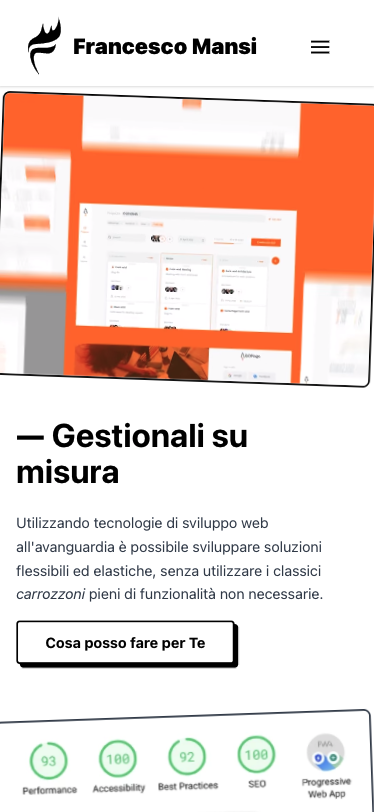 Francesco Mansi
— Gestionali su
misura
Utilizzando tecnologie di sviluppo web
all'avanguardia è possibile sviluppare soluzioni
flessibili ed elastiche, senza utilizzare i classici
carrozzoni pieni di funzionalità non necessarie.
Cosa posso fare per Te
93 100 92 100 PWA
Performance Accessibility Best Practices SEO Progressive
Web App